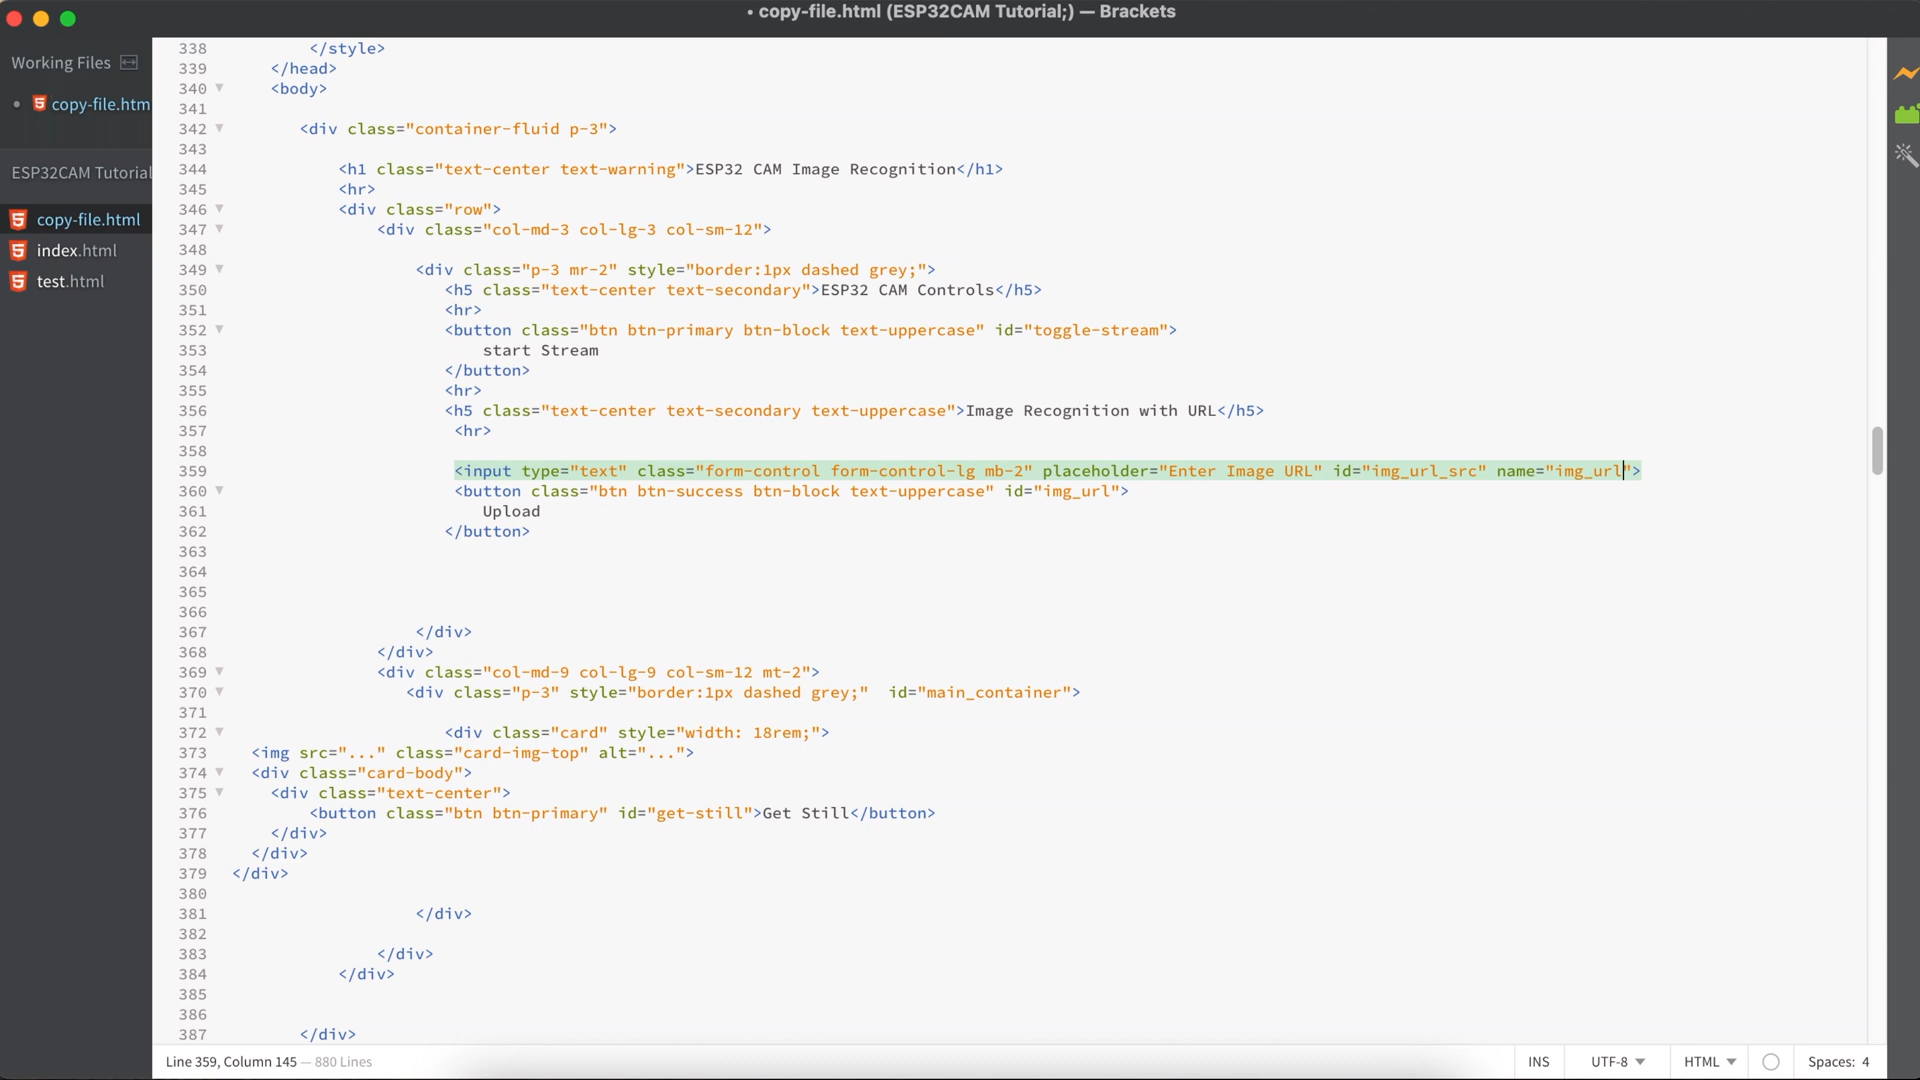 • copy-file.html (ESP32CAM Tutorial;) — Brackets
Working Files
• copy-file.htm
ESP32CAM Tutorial
copy-file.html
index.html
test.html
338 </style>
339 </head>
340 <body>
341
342 <div class="container-fluid p-3">
343
344 <h1 class="text-center text-warning">ESP32 CAM Image Recognition</h1>
345 <hr>
346 <div class="row">
347 <div class="col-md-3 col-lg-3 col-sm-12">
348
349 <div class="p-3 mr-2" style="border:1px dashed grey;">
350 <h5 class="text-center text-secondary">ESP32 CAM Controls</h5>
351 <hr>
352 <button class="btn btn-primary btn-block text-uppercase" id="toggle-stream">
353 start Stream
354 </button>
355 <hr>
356 <h5 class="text-center text-secondary text-uppercase">Image Recognition with URL</h5>
357 <hr>
358
359 <input type="text" class="form-control form-control-lg mb-2" placeholder="Enter Image URL" id="img_url_src" name="img_url">
360 <button class="btn btn-success btn-block text-uppercase" id="img_url">
361 Upload
362 </button>
363
364
365
366
367 </div>
368 </div>
369 <div class="col-md-9 col-lg-9 col-sm-12 mt-2">
370 <div class="p-3" style="border:1px dashed grey;"  id="main_container">
371
372 <div class="card" style="width: 18rem;">
373 <img src="..." class="card-img-top" alt="...">
374 <div class="card-body">
375 <div class="text-center">
376 <button class="btn btn-primary" id="get-still">Get Still</button>
377 </div>
378 </div>
379 </div>
380
381 </div>
382
383 </div>
384 </div>
385
386
387 </div>
Line 359, Column 145 — 880 Lines
INS
UTF-8
HTML
Spaces: 4